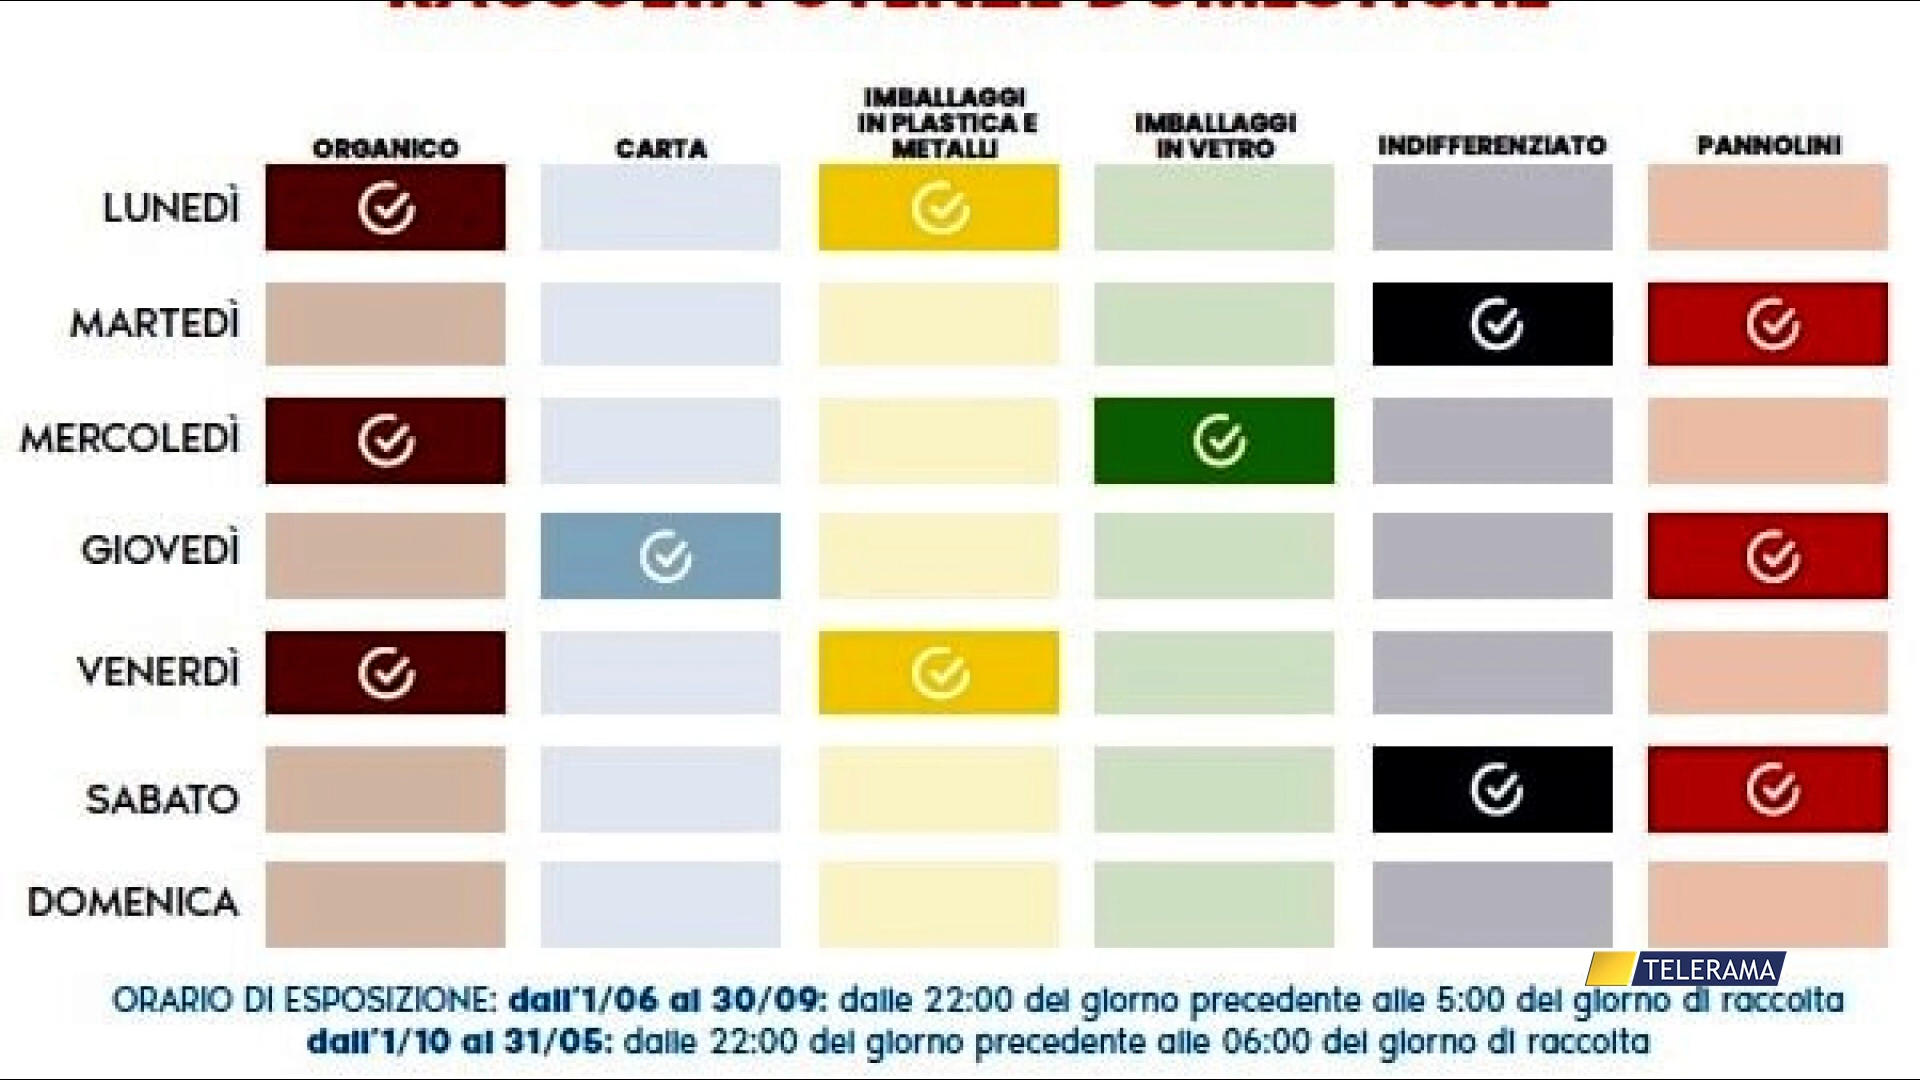 RACCOLTA UTENZE DOMESTICHE
ORGANICO
CARTA
IMBALLAGGI
IN PLASTICA E
METALLI
IMBALLAGGI
IN VETRO
INDIFFERENZIATO
PANNOLINI
LUNEDÌ
MARTEDÌ
MERCOLEDÌ
GIOVEDÌ
VENERDÌ
SABATO
DOMENICA
TELERAMA
ORARIO DI ESPOSIZIONE: dall'1/06 al 30/09: dalle 22:00 del giorno precedente alle 5:00 del giorno di raccolta
dall'1/10 al 31/05: dalle 22:00 del giorno precedente alle 06:00 del giorno di raccolta